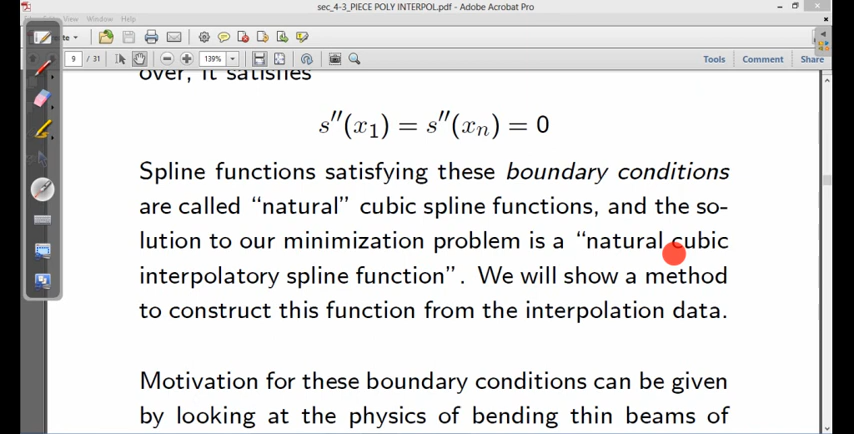 sec_4-3_PIECE POLY INTERPOL.pdf - Adobe Acrobat Pro
Window Help
9 / 31 139% Tools Comment Share
over, it satisfies
s′′(x₁) = s′′(xₙ) = 0
Spline functions satisfying these boundary conditions
are called “natural” cubic spline functions, and the so-
lution to our minimization problem is a “natural cubic
interpolatory spline function”. We will show a method
to construct this function from the interpolation data.
Motivation for these boundary conditions can be given
by looking at the physics of bending thin beams of